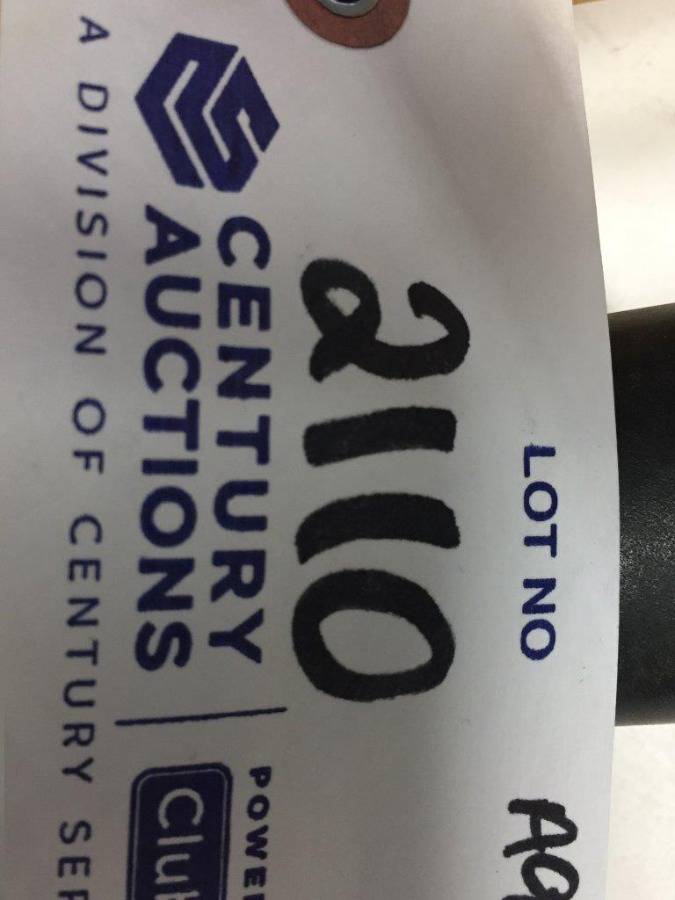 LOT NO
2110
CENTURY
AUCTIONS
A DIVISION OF CENTURY